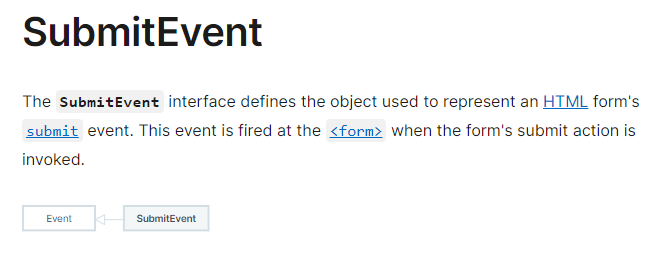 SubmitEvent
The SubmitEvent interface defines the object used to represent an HTML form's
submit event. This event is fired at the <form> when the form's submit action is
invoked.
Event SubmitEvent